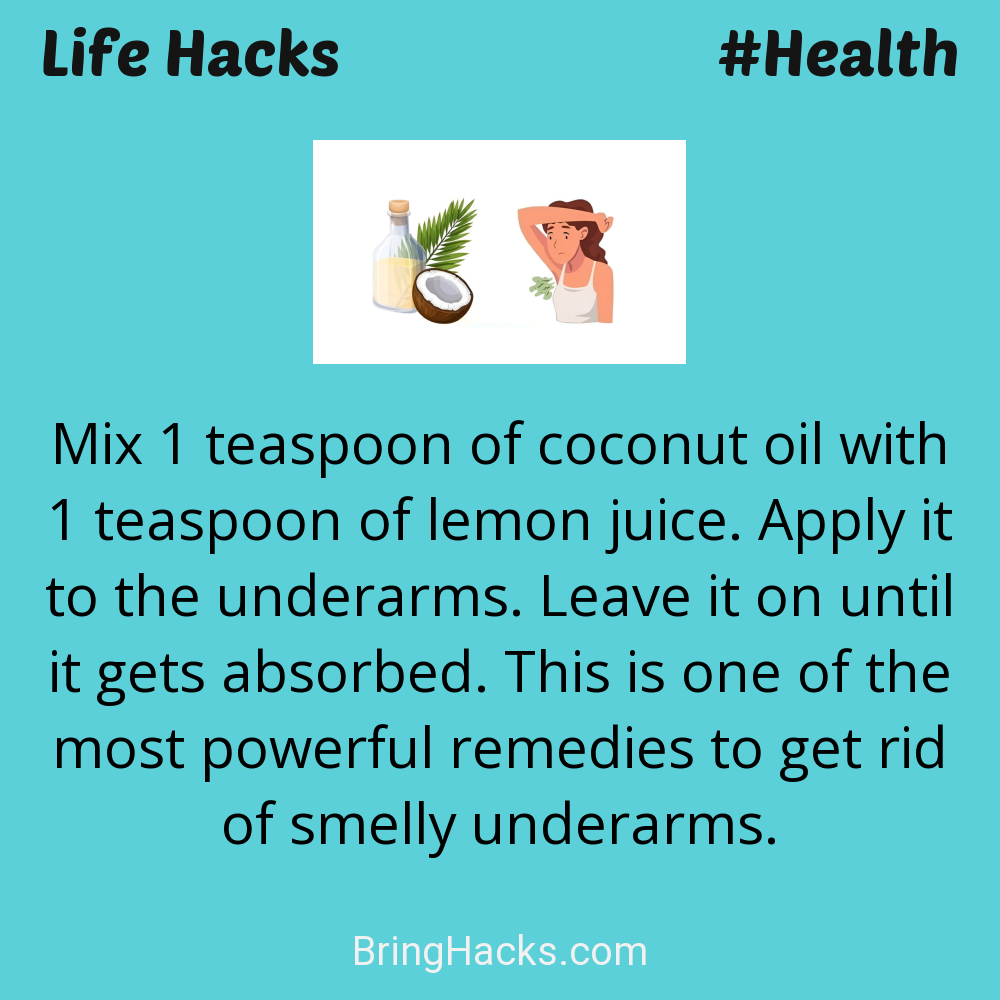 Life Hacks
#Health
Mix 1 teaspoon of coconut oil with
1 teaspoon of lemon juice. Apply it
to the underarms. Leave it on until
it gets absorbed. This is one of the
most powerful remedies to get rid
of smelly underarms.
BringHacks.com